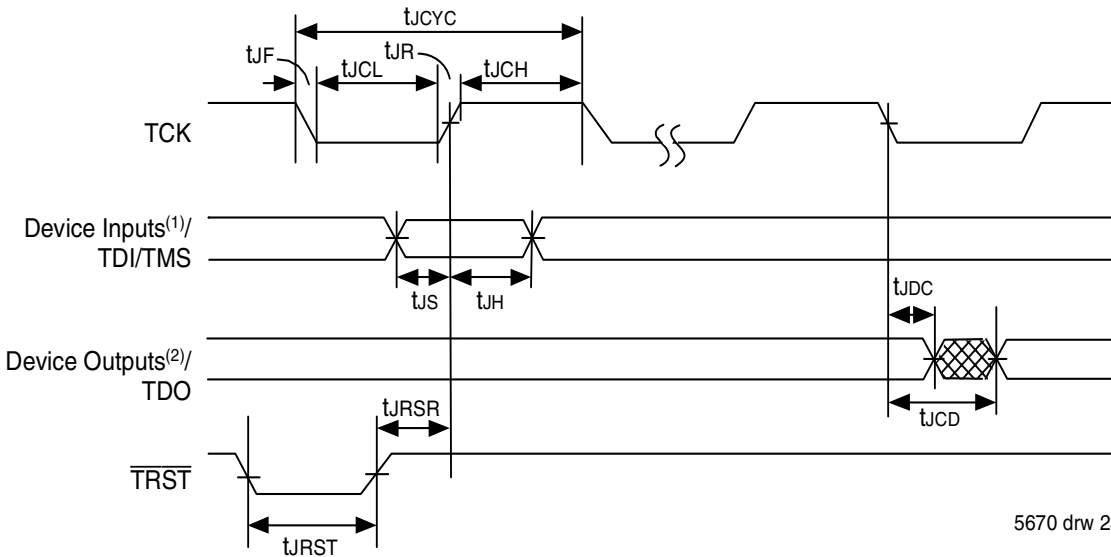 tJCYC
tJF
tJCL
tJR
tJCH
TCK
Device Inputs(1)/
TDI/TMS
tJS
tJH
tJDC
Device Outputs(2)/
TDO
tJRSR
tJCD
TRST
tJRST
5670 drw 2